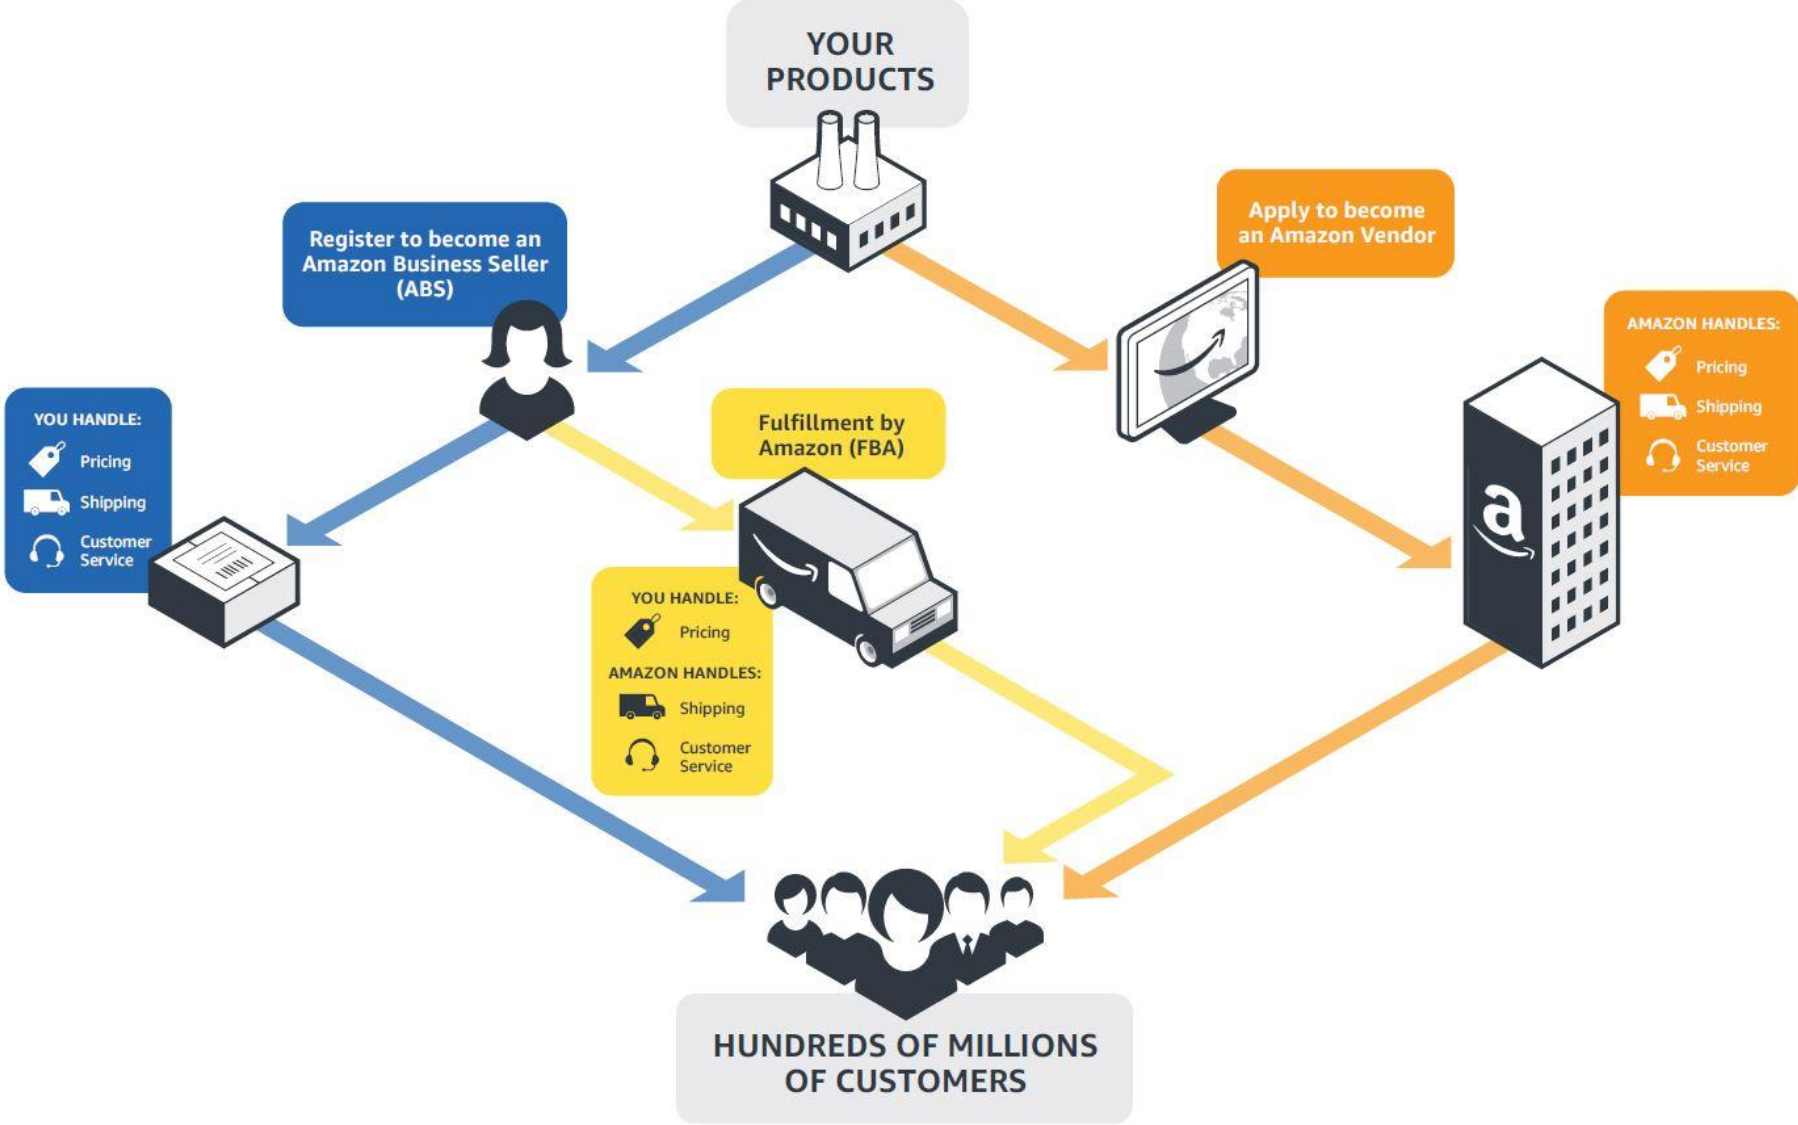 YOUR
PRODUCTS
Register to become an
Amazon Business Seller
(ABS)
Apply to become
an Amazon Vendor
AMAZON HANDLES:
Pricing
Shipping
Customer
Service
YOU HANDLE:
Pricing
Shipping
Customer
Service
Fulfillment by
Amazon (FBA)
a
YOU HANDLE:
Pricing
AMAZON HANDLES:
Shipping
Customer
Service
HUNDREDS OF MILLIONS
OF CUSTOMERS